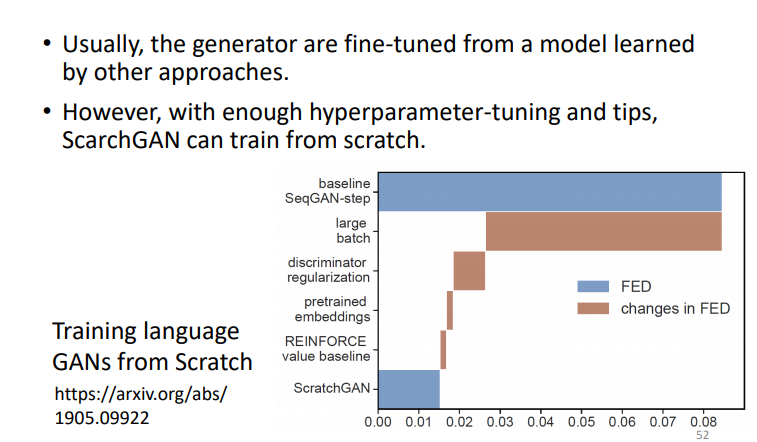 • Usually, the generator are fine-tuned from a model learned
by other approaches.
• However, with enough hyperparameter-tuning and tips,
ScarchGAN can train from scratch.
baseline
SeqGAN-step
large
batch
discriminator
regularization
pretrained
embeddings
REINFORCE
value baseline
ScratchGAN
FED
changes in FED
0.00 0.01 0.02 0.03 0.04 0.05 0.06 0.07 0.08
Training language
GANs from Scratch
https://arxiv.org/abs/
1905.09922
52